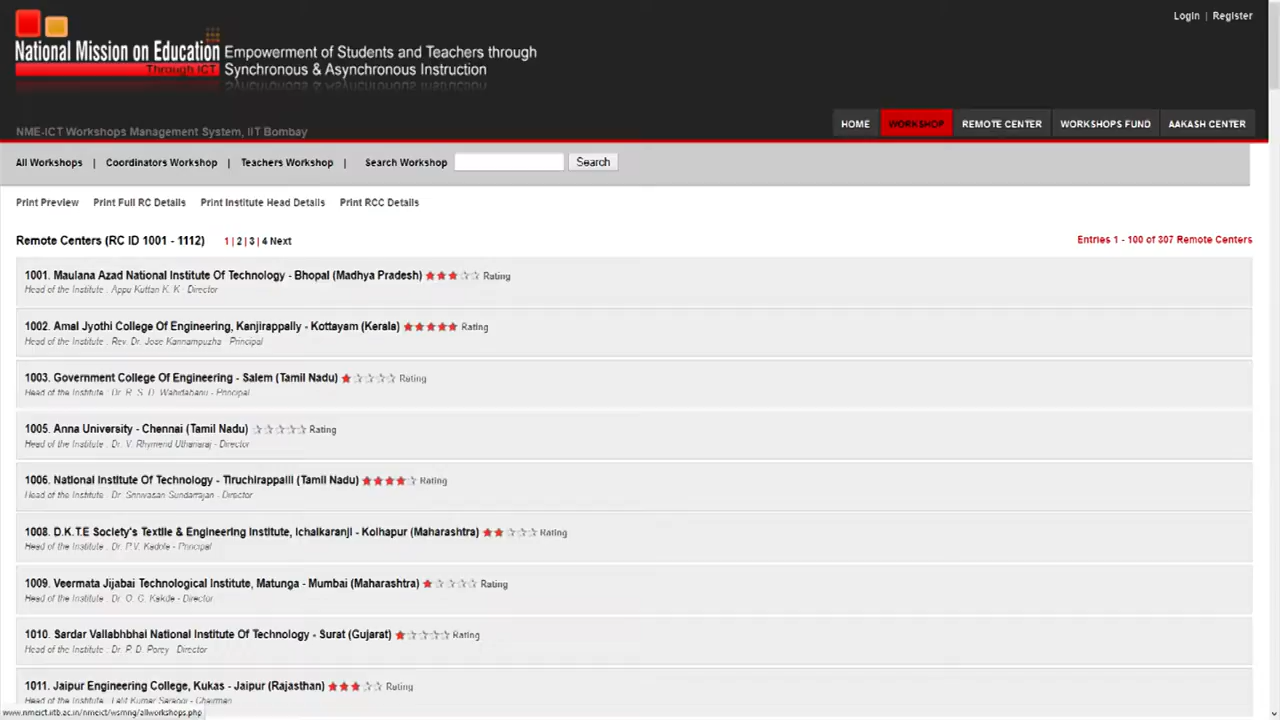 Login | Register
National Mission on Education
Through ICT
Empowerment of Students and Teachers through
Synchronous & Asynchronous Instruction
NME-ICT Workshops Management System, IIT Bombay
HOME WORKSHOP REMOTE CENTER WORKSHOPS FUND AAKASH CENTER
All Workshops | Coordinators Workshop | Teachers Workshop | Search Workshop Search
Print Preview Print Full RC Details Print Institute Head Details Print RCC Details
Remote Centers (RC ID 1001 - 1112) 1 | 2 | 3 | 4 Next Entries 1 - 100 of 307 Remote Centers
1001. Maulana Azad National Institute Of Technology - Bhopal (Madhya Pradesh) Rating
Head of the Institute : Appu Kuttan K. K - Director
1002. Amal Jyothi College Of Engineering, Kanjirappally - Kottayam (Kerala) Rating
Head of the Institute : Rev. Dr. Jose Kannampuzha - Principal
1003. Government College Of Engineering - Salem (Tamil Nadu) Rating
Head of the Institute : Dr. R. S. D. Wahidabanu - Principal
1005. Anna University - Chennai (Tamil Nadu) Rating
Head of the Institute : Dr. V. Rhymend Uthariaraj - Director
1006. National Institute Of Technology - Tiruchirappalli (Tamil Nadu) Rating
Head of the Institute : Dr. Srinivasan Sundarrajan - Director
1008. D.K.T.E Society's Textile & Engineering Institute, Ichalkaranji - Kolhapur (Maharashtra) Rating
Head of the Institute : Dr. P.V. Kadole - Principal
1009. Veermata Jijabai Technological Institute, Matunga - Mumbai (Maharashtra) Rating
Head of the Institute : Dr. O. G. Kakde - Director
1010. Sardar Vallabhbhai National Institute Of Technology - Surat (Gujarat) Rating
Head of the Institute : Dr. P. D. Porey - Director
1011. Jaipur Engineering College, Kukas - Jaipur (Rajasthan) Rating
Head of the Institute : Lalit Kumar - Chairman
www.nmeict.iitb.ac.in/nmeict/wsmng/allworkshops.php